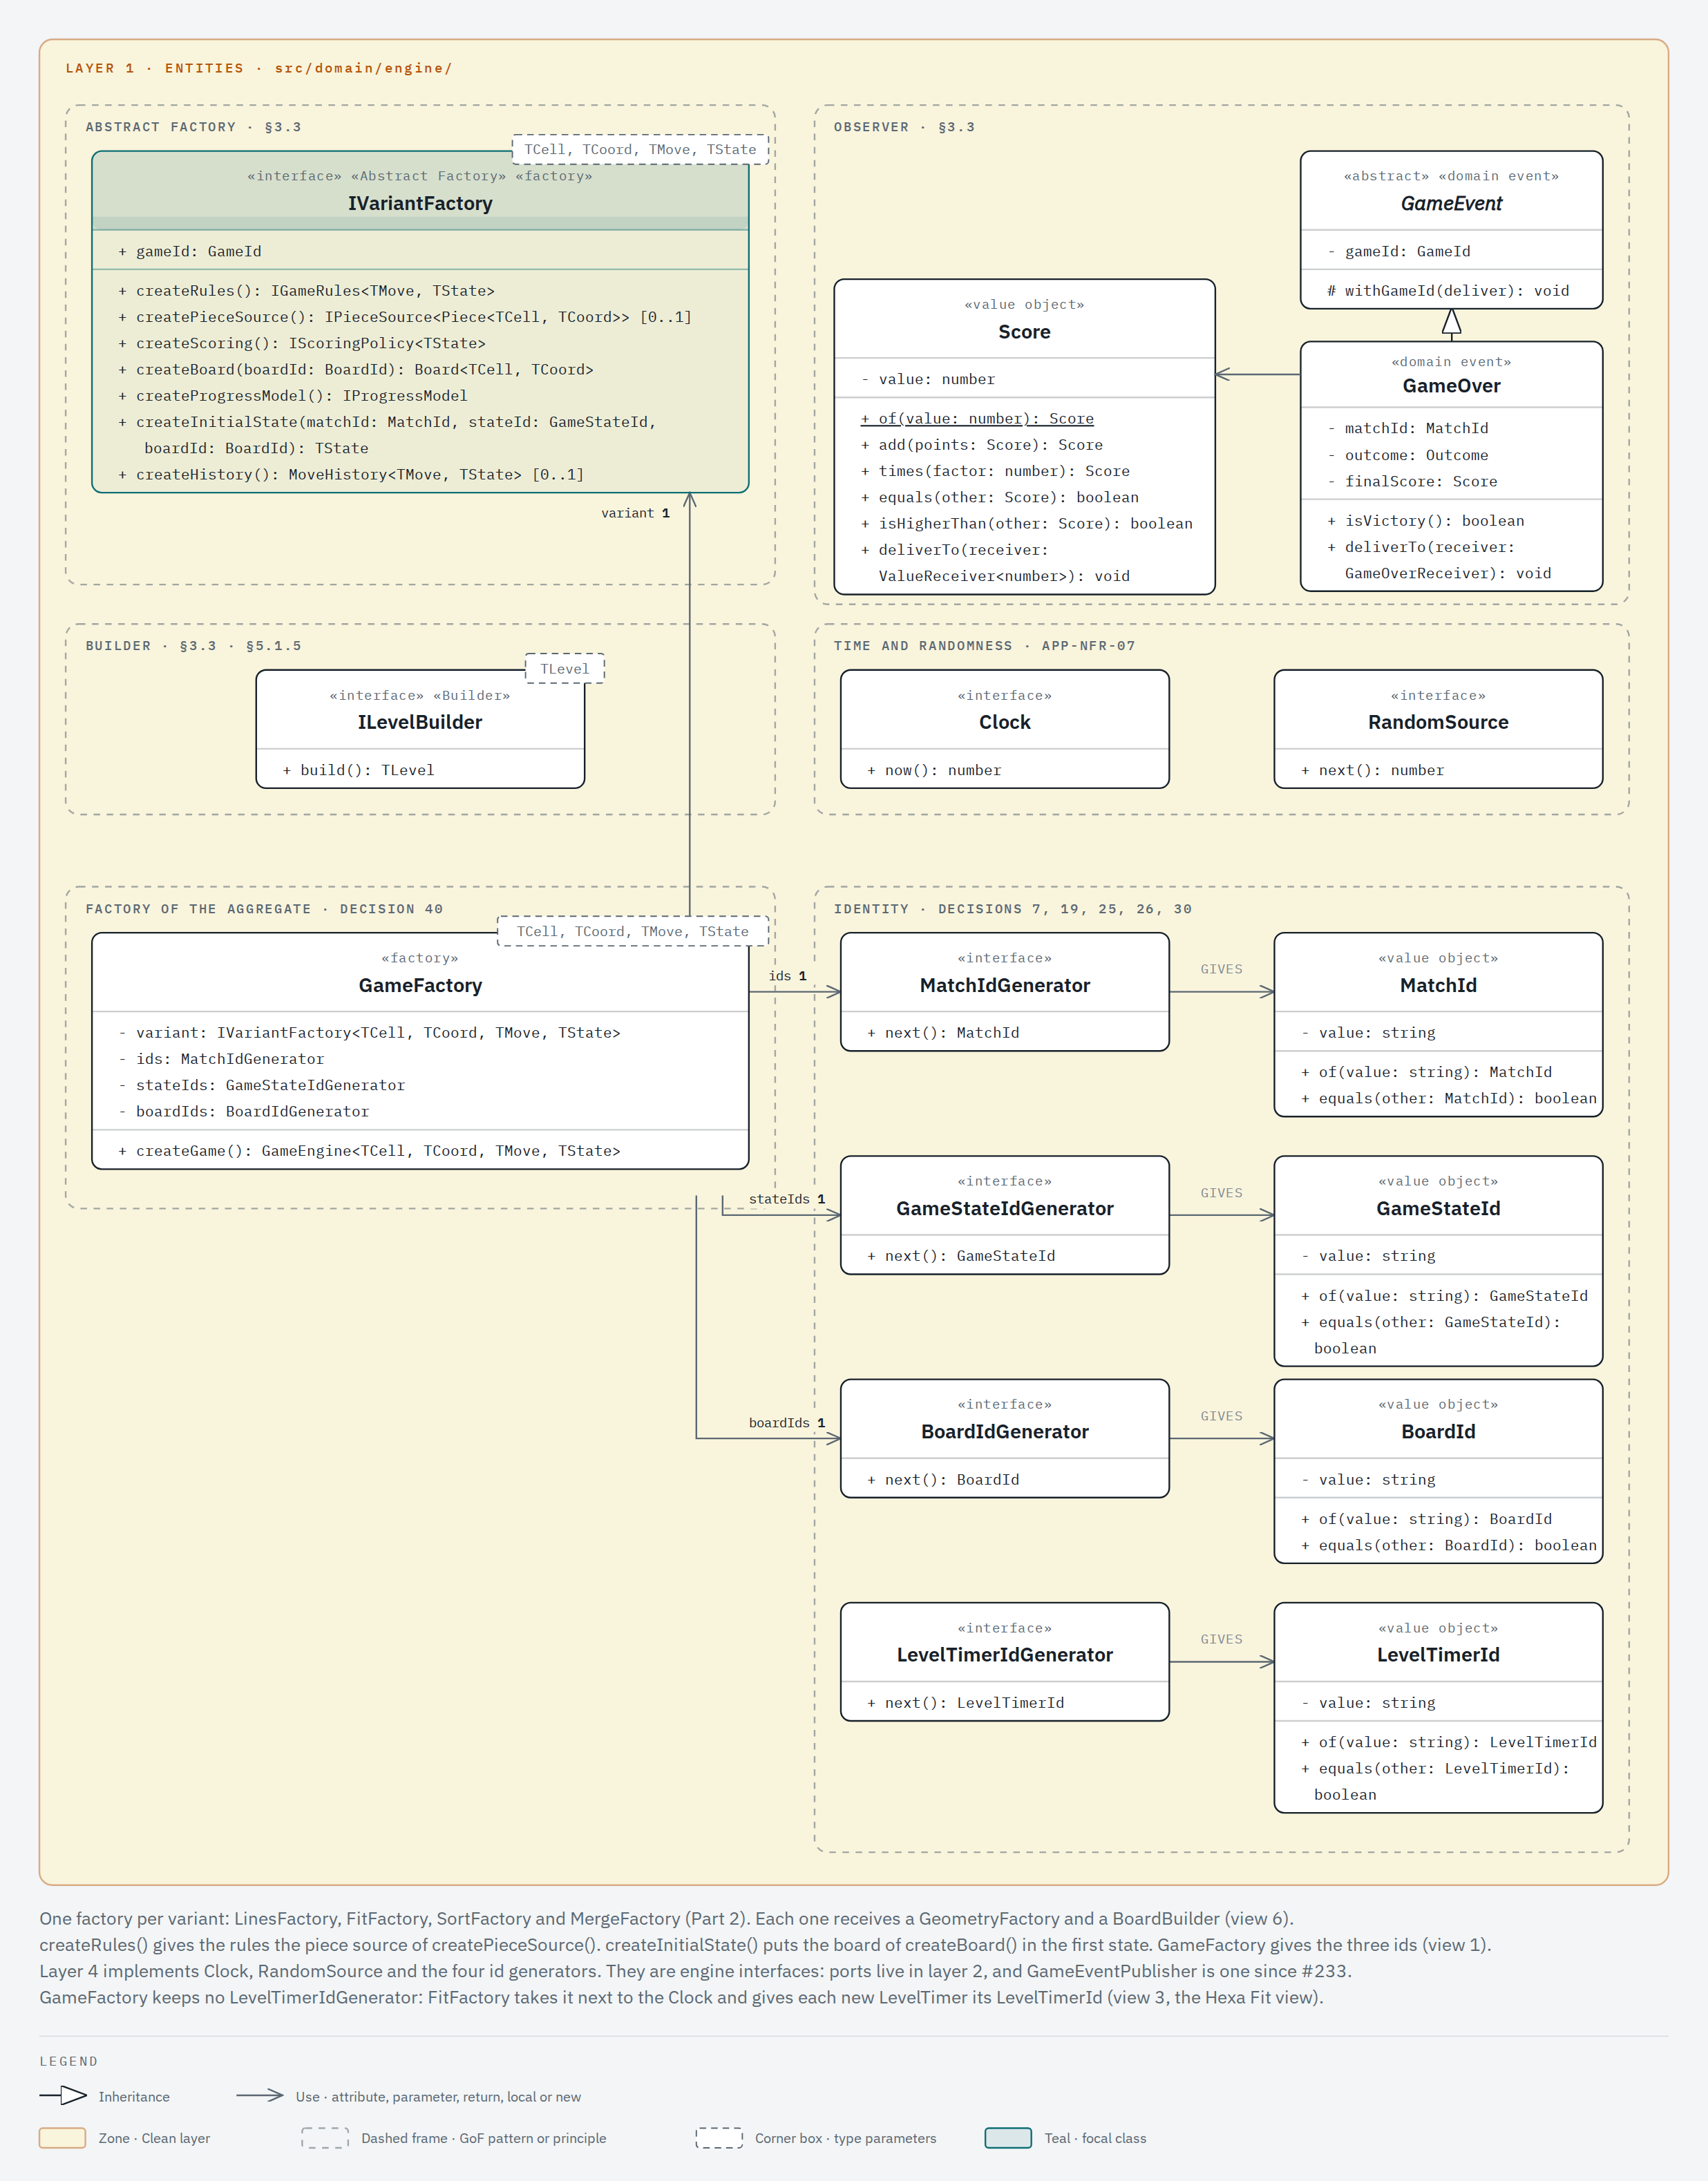 LAYER 1 · ENTITIES · src/domain/engine/
ABSTRACT FACTORY · §3.3
TCell, TCoord, TMove, TState
«interface» «Abstract Factory» «factory»
IVariantFactory
+ gameId: GameId
+ createRules(): IGameRules<TMove, TState>
+ createPieceSource(): IPieceSource<Piece<TCell, TCoord>> [0..1]
+ createScoring(): IScoringPolicy<TState>
+ createBoard(boardId: BoardId): Board<TCell, TCoord>
+ createProgressModel(): IProgressModel
+ createInitialState(matchId: MatchId, stateId: GameStateId,
boardId: BoardId): TState
+ createHistory(): MoveHistory<TMove, TState> [0..1]
variant 1
OBSERVER · §3.3
«abstract» «domain event»
GameEvent
- gameId: GameId
# withGameId(deliver): void
«value object»
Score
- value: number
+ of(value: number): Score
+ add(points: Score): Score
+ times(factor: number): Score
+ equals(other: Score): boolean
+ isHigherThan(other: Score): boolean
+ deliverTo(receiver:
ValueReceiver<number>): void
«domain event»
GameOver
- matchId: MatchId
- outcome: Outcome
- finalScore: Score
+ isVictory(): boolean
+ deliverTo(receiver:
GameOverReceiver): void
BUILDER · §3.3 · §5.1.5
TLevel
«interface» «Builder»
ILevelBuilder
+ build(): TLevel
TIME AND RANDOMNESS · APP-NFR-07
«interface»
Clock
+ now(): number
«interface»
RandomSource
+ next(): number
FACTORY OF THE AGGREGATE · DECISION 40
TCell, TCoord, TMove, TState
«factory»
GameFactory
- variant: IVariantFactory<TCell, TCoord, TMove, TState>
- ids: MatchIdGenerator
- stateIds: GameStateIdGenerator
- boardIds: BoardIdGenerator
+ createGame(): GameEngine<TCell, TCoord, TMove, TState>
ids 1
stateIds 1
boardIds 1
IDENTITY · DECISIONS 7, 19, 25, 26, 30
«interface»
MatchIdGenerator
+ next(): MatchId
GIVES
«value object»
MatchId
- value: string
+ of(value: string): MatchId
+ equals(other: MatchId): boolean
«interface»
GameStateIdGenerator
+ next(): GameStateId
GIVES
«value object»
GameStateId
- value: string
+ of(value: string): GameStateId
+ equals(other: GameStateId):
boolean
«interface»
BoardIdGenerator
+ next(): BoardId
GIVES
«value object»
BoardId
- value: string
+ of(value: string): BoardId
+ equals(other: BoardId): boolean
«interface»
LevelTimerIdGenerator
+ next(): LevelTimerId
GIVES
«value object»
LevelTimerId
- value: string
+ of(value: string): LevelTimerId
+ equals(other: LevelTimerId):
boolean
One factory per variant: LinesFactory, FitFactory, SortFactory and MergeFactory (Part 2). Each one receives a GeometryFactory and a BoardBuilder (view 6).
createRules() gives the rules the piece source of createPieceSource(). createInitialState() puts the board of createBoard() in the first state. GameFactory gives the three ids (view 1).
Layer 4 implements Clock, RandomSource and the four id generators. They are engine interfaces: ports live in layer 2, and GameEventPublisher is one since #233.
GameFactory keeps no LevelTimerIdGenerator: FitFactory takes it next to the Clock and gives each new LevelTimer its LevelTimerId (view 3, the Hexa Fit view).
LEGEND
Inheritance
Use · attribute, parameter, return, local or new
Zone · Clean layer
Dashed frame · GoF pattern or principle
Corner box · type parameters
Teal · focal class